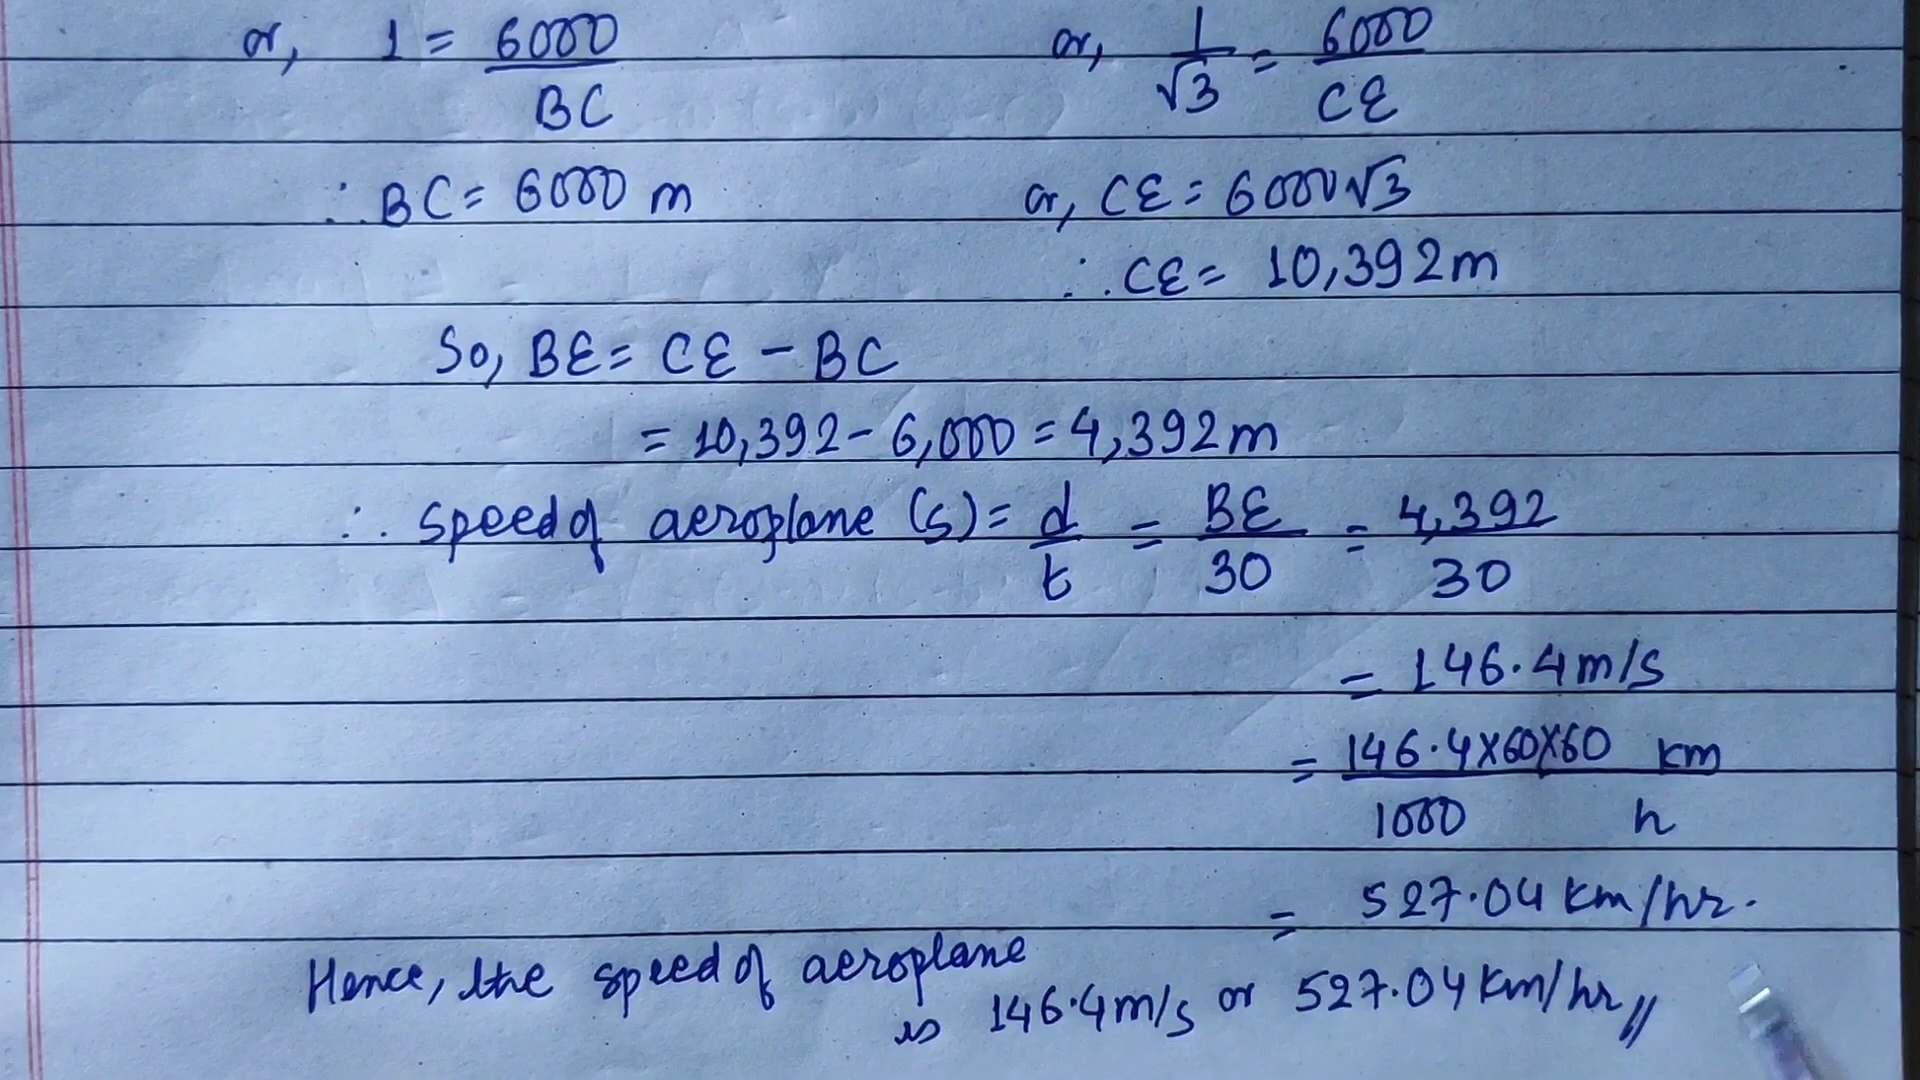 or, 1 = 6000/BC
or, 1/√3 = 6000/CE
∴ BC = 6000 m
or, CE = 6000√3
∴ CE = 10,392m
So, BE = CE - BC
= 10,392 - 6,000 = 4,392m
∴ speed of aeroplane (s) = d/t = BE/30 = 4,392/30
= 146.4m/s
= 146.4x60x60/1000 km/h
= 527.04 km/hr.
Hence, the speed of aeroplane
is 146.4m/s or 527.04 km/hr //